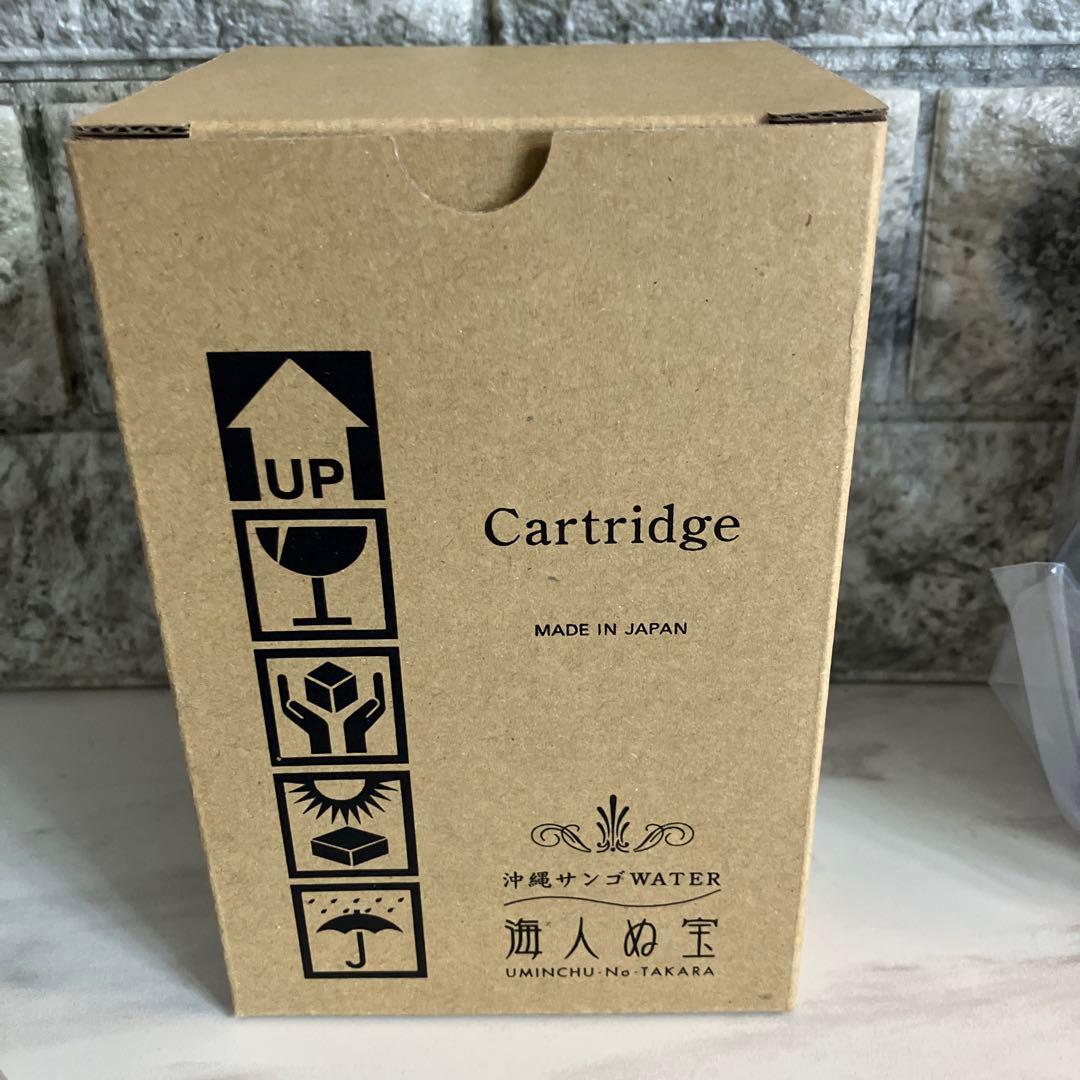 UP
Cartridge
MADE IN JAPAN
沖縄サンゴWATER
海人ぬ宝
UMINCHU-No-TAKARA